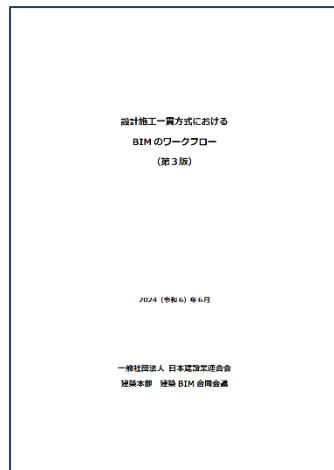 設計施工一貫方式における
BIMのワークフロー
（第3版）
2024（令和6）年6月
一般社団法人 日本建設業連合会
建築本部 建築BIM合同会議